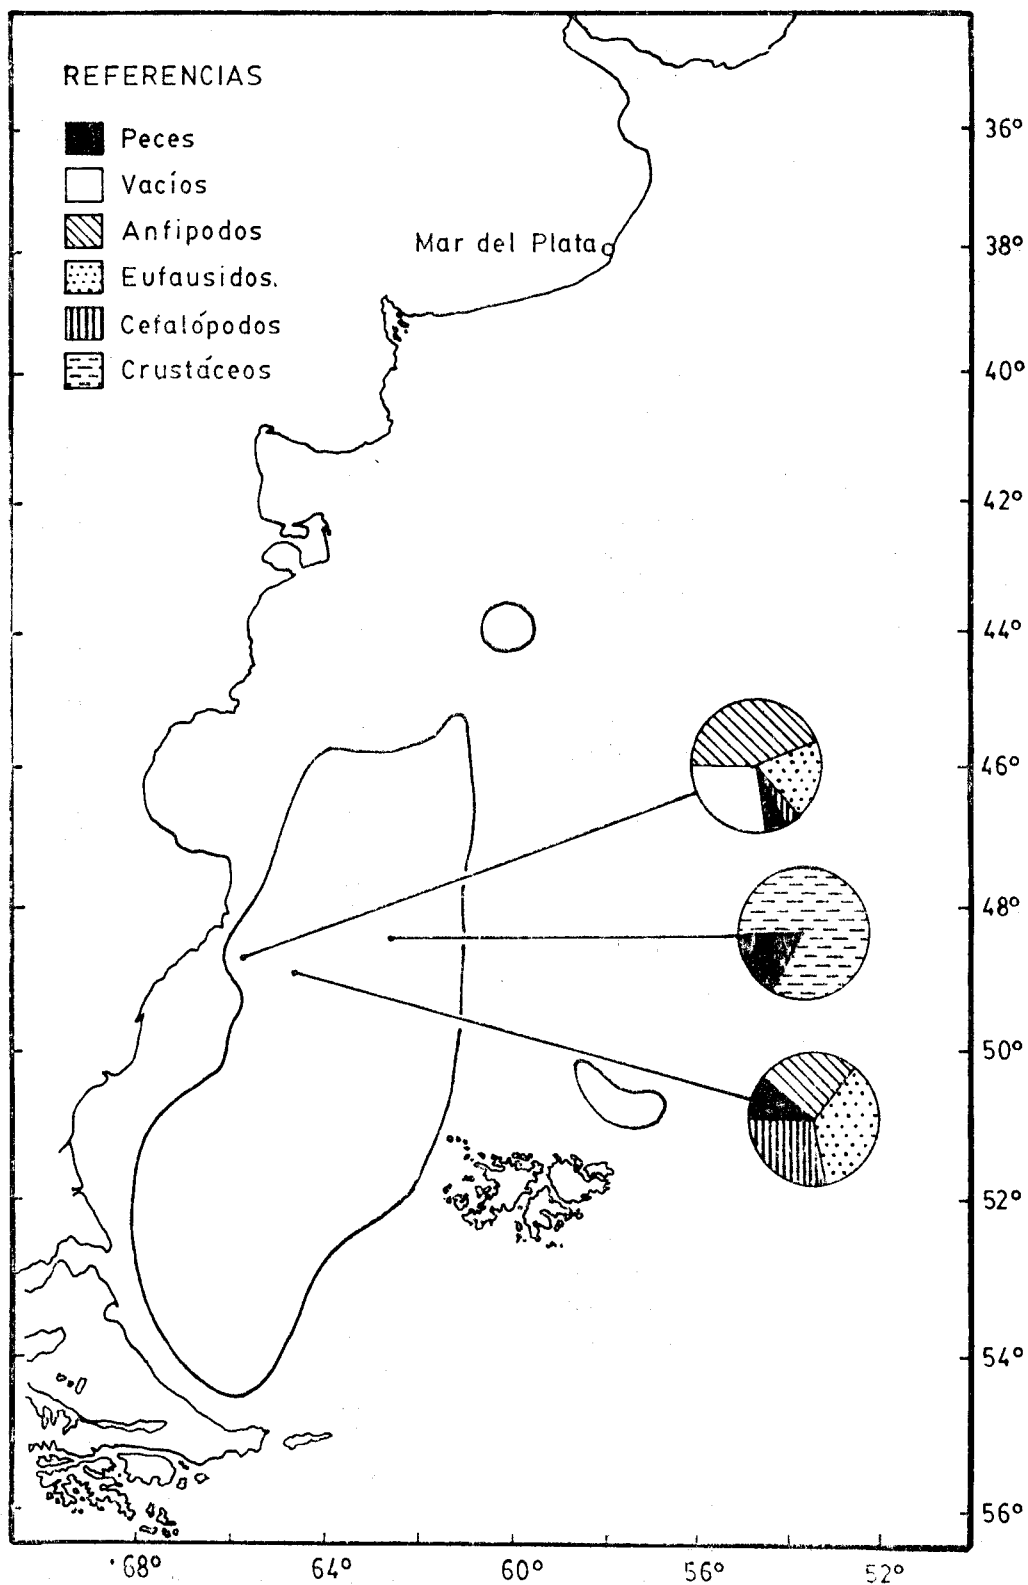 REFERENCIAS
Peces
Vacíos
Anfipodos
Eufausidos.
Cefalópodos
Crustáceos
Mar del Plata
36°
38°
40°
42°
44°
46°
48°
50°
52°
54°
56°
68°
64°
60°
56°
52°